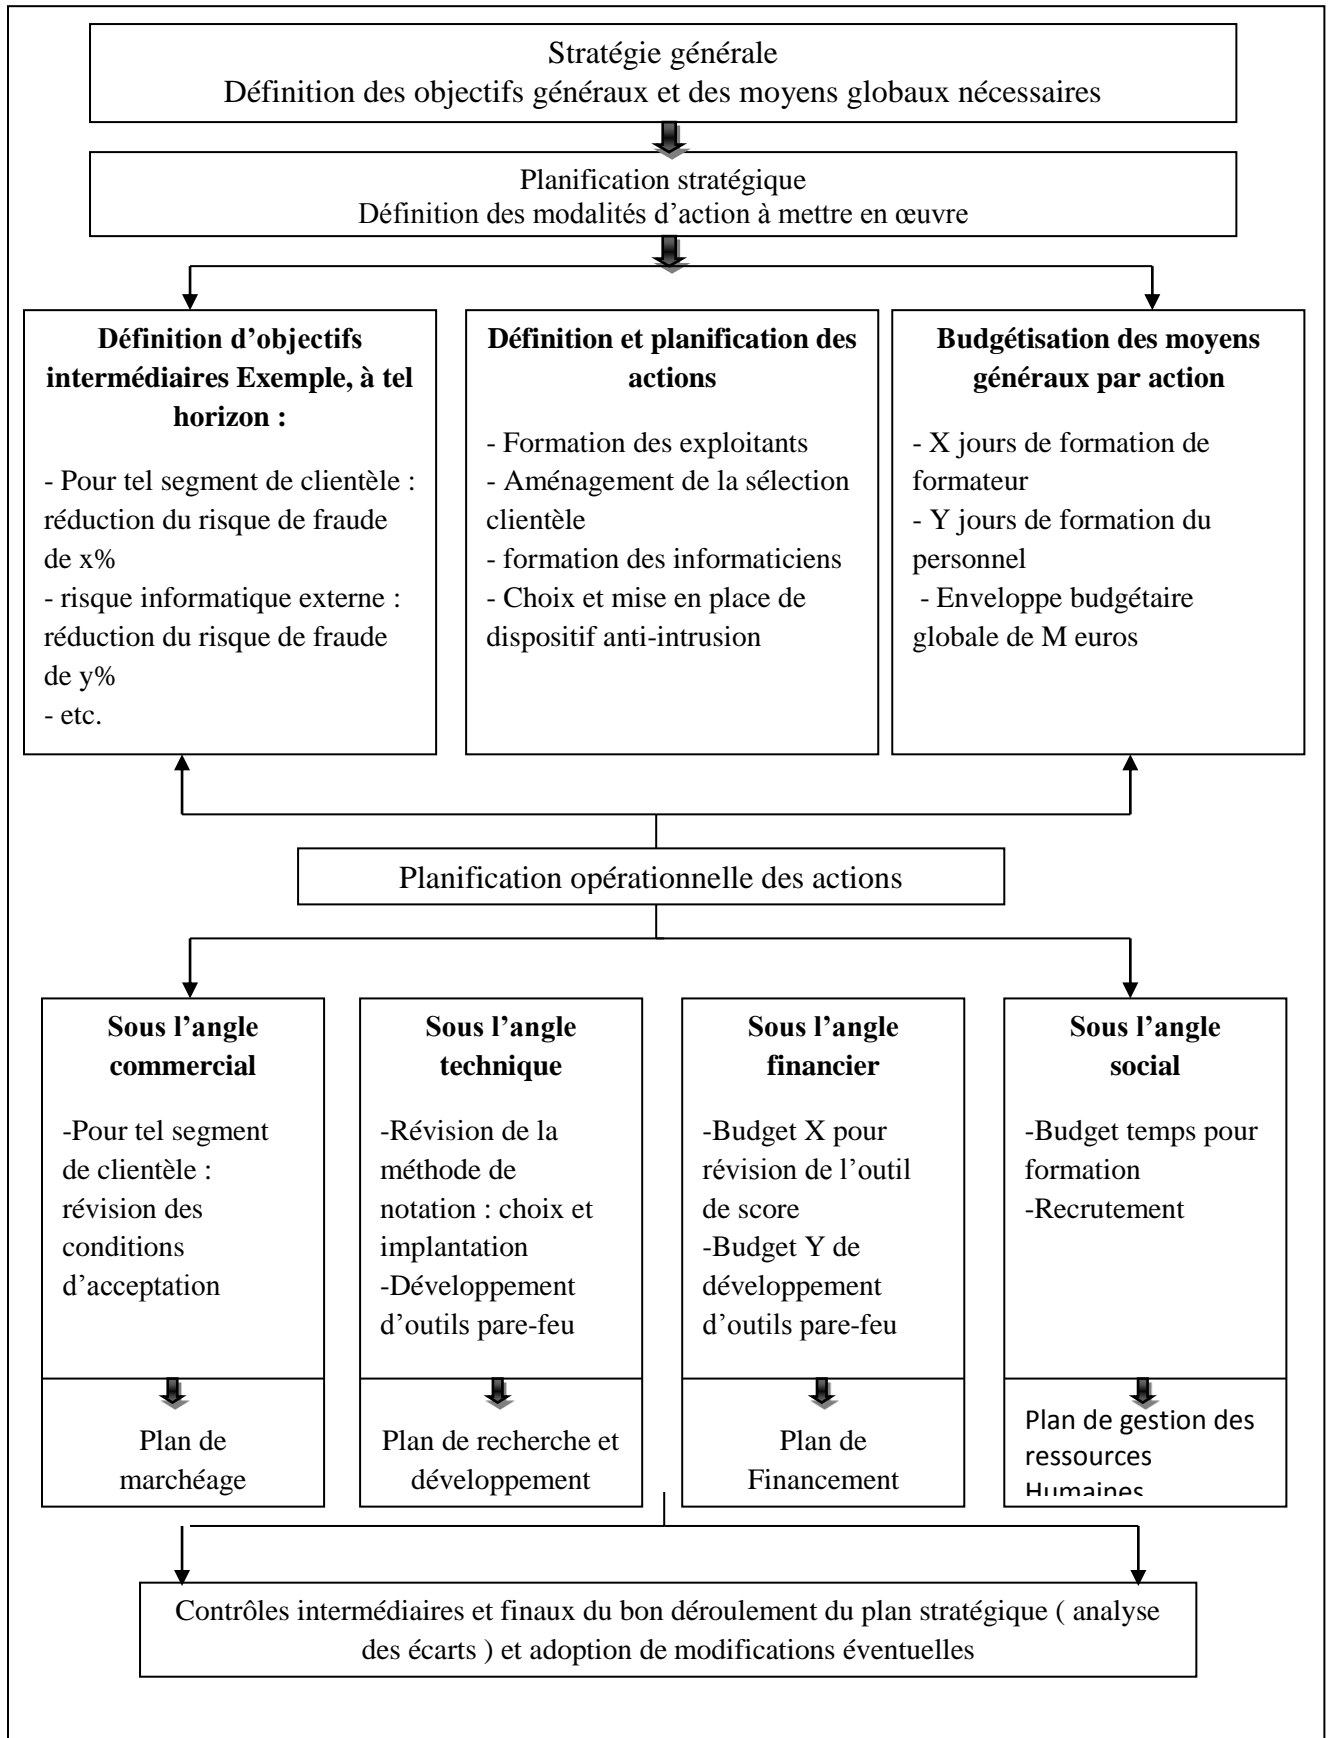 Stratégie générale
Définition des objectifs généraux et des moyens globaux nécessaires
Planification stratégique
Définition des modalités d’action à mettre en œuvre
Définition d’objectifs
intermédiaires Exemple, à tel
horizon :
- Pour tel segment de clientèle :
réduction du risque de fraude
de x%
- risque informatique externe :
réduction du risque de fraude
de y%
- etc.
Définition et planification des
actions
- Formation des exploitants
- Aménagement de la sélection
clientèle
- formation des informaticiens
- Choix et mise en place de
dispositif anti-intrusion
Budgétisation des moyens
généraux par action
- X jours de formation de
formateur
- Y jours de formation du
personnel
- Enveloppe budgétaire
globale de M euros
Planification opérationnelle des actions
Sous l’angle
commercial
-Pour tel segment
de clientèle :
révision des
conditions
d’acceptation
Plan de
marchéage
Sous l’angle
technique
-Révision de la
méthode de
notation : choix et
implantation
-Développement
d’outils pare-feu
Plan de recherche et
développement
Sous l’angle
financier
-Budget X pour
révision de l’outil
de score
-Budget Y de
développement
d’outils pare-feu
Plan de
Financement
Sous l’angle
social
-Budget temps pour
formation
-Recrutement
Plan de gestion des
ressources
Humaines
Contrôles intermédiaires et finaux du bon déroulement du plan stratégique ( analyse
des écarts ) et adoption de modifications éventuelles